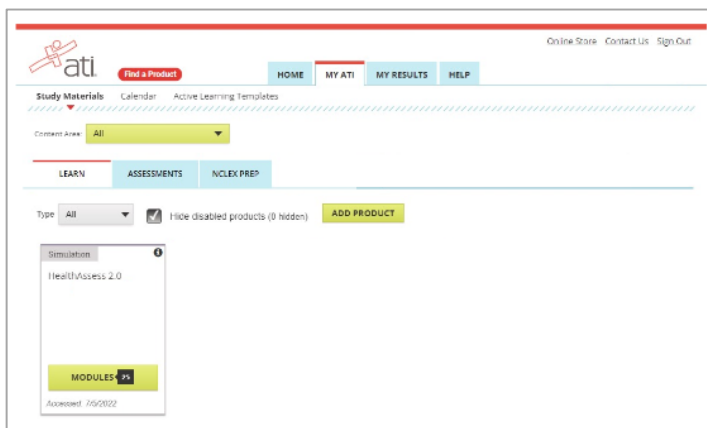 Online Store Contact Us Sign Out
ati
Find a Product
HOME MY ATI MY RESULTS HELP
Study Materials Calendar Active Learning Templates
Content Area: All
LEARN ASSESSMENTS NCLEX PREP
Type All Hide disabled products (0 hidden) ADD PRODUCT
Simulation
HealthAssess 2.0
MODULES 25
Accessed: 7/5/2022